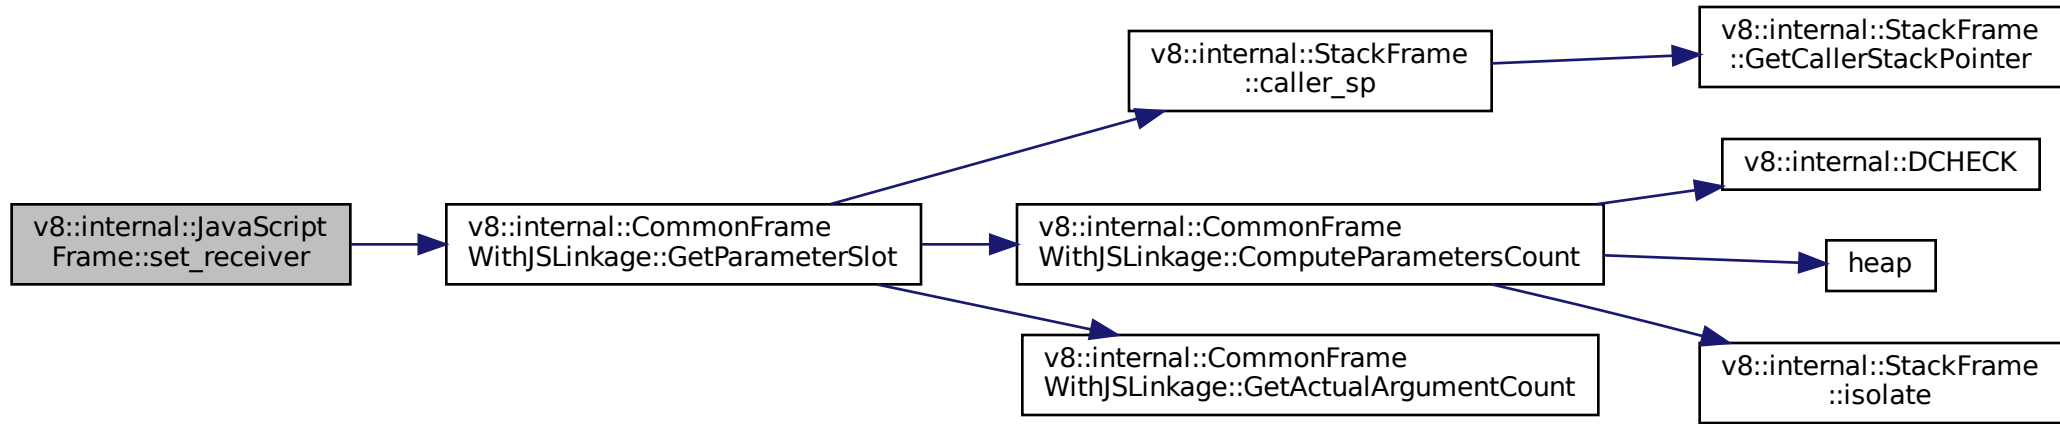 v8::internal::JavaScript
Frame::set_receiver
v8::internal::CommonFrame
WithJSLinkage::GetParameterSlot
v8::internal::StackFrame
::caller_sp
v8::internal::StackFrame
::GetCallerStackPointer
v8::internal::CommonFrame
WithJSLinkage::ComputeParametersCount
v8::internal::DCHECK
heap
v8::internal::StackFrame
::isolate
v8::internal::CommonFrame
WithJSLinkage::GetActualArgumentCount